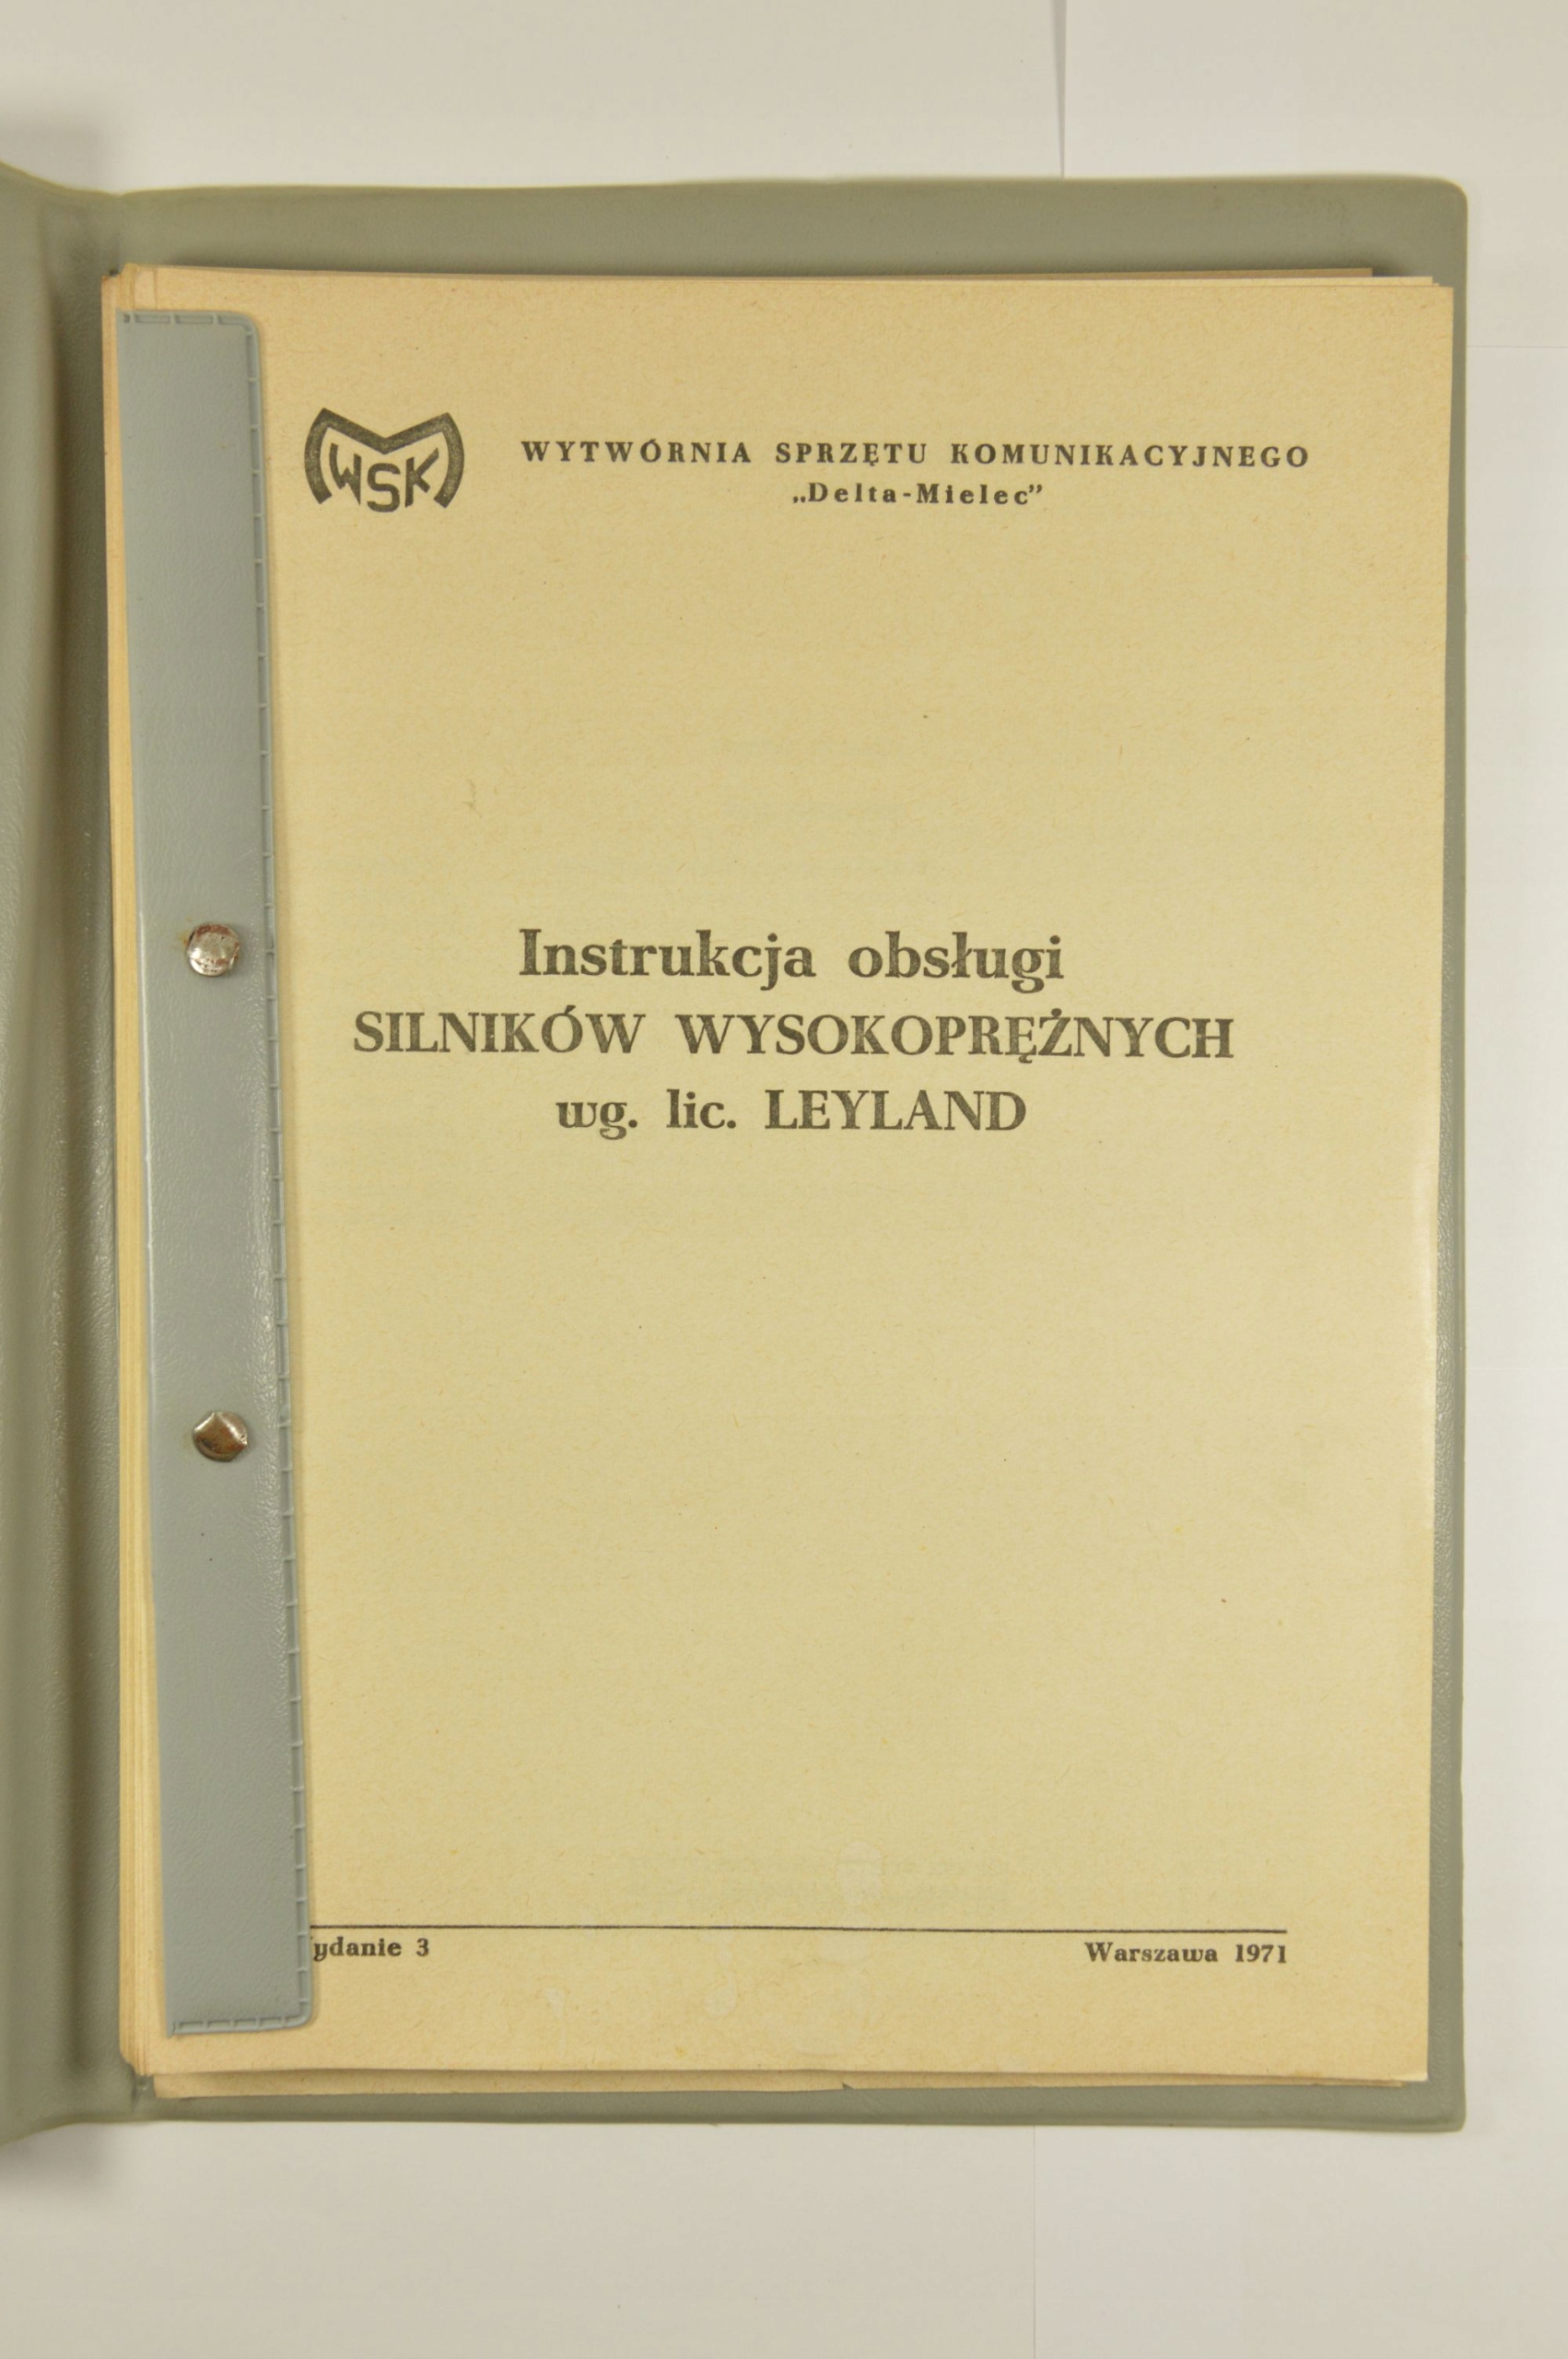 WSK
WYTWÓRNIA SPRZĘTU KOMUNIKACYJNEGO
„Delta-Mielec”
Instrukcja obsługi
SILNIKÓW WYSOKOPRĘŻNYCH
wg. lic. LEYLAND
ydanie 3
Warszawa 1971